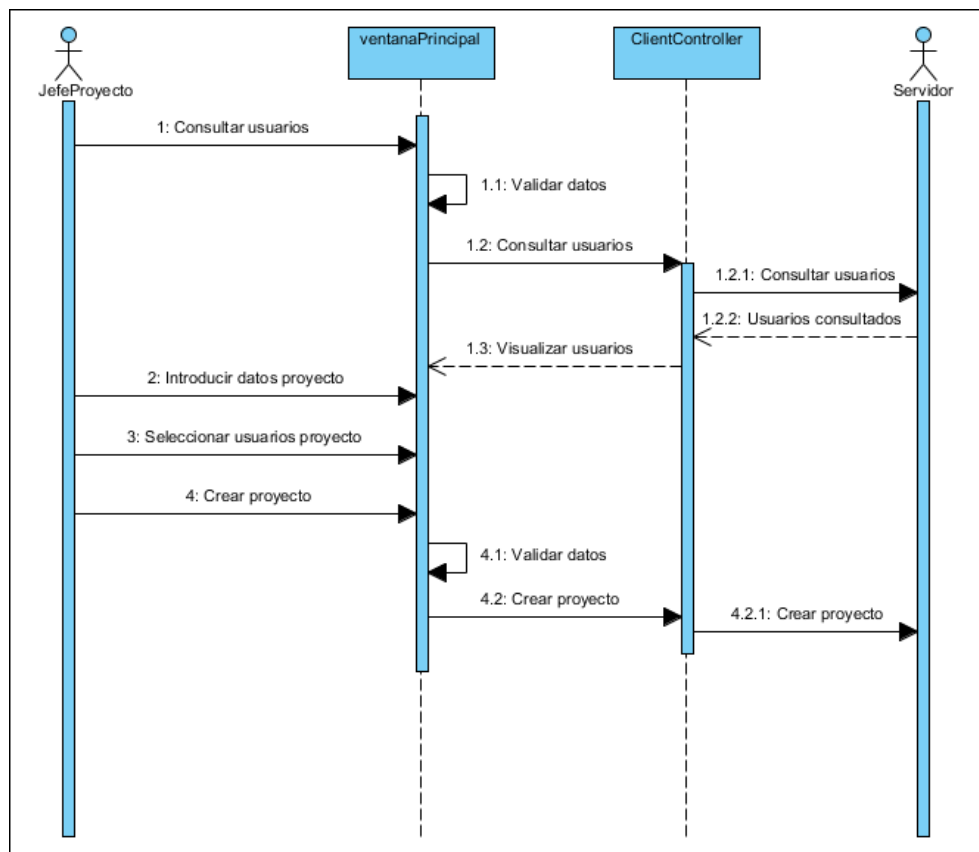 ventanaPrincipal
ClientController
JefeProyecto
Servidor
1: Consultar usuarios
1.1: Validar datos
1.2: Consultar usuarios
1.2.1: Consultar usuarios
1.2.2: Usuarios consultados
1.3: Visualizar usuarios
2: Introducir datos proyecto
3: Seleccionar usuarios proyecto
4: Crear proyecto
4.1: Validar datos
4.2: Crear proyecto
4.2.1: Crear proyecto